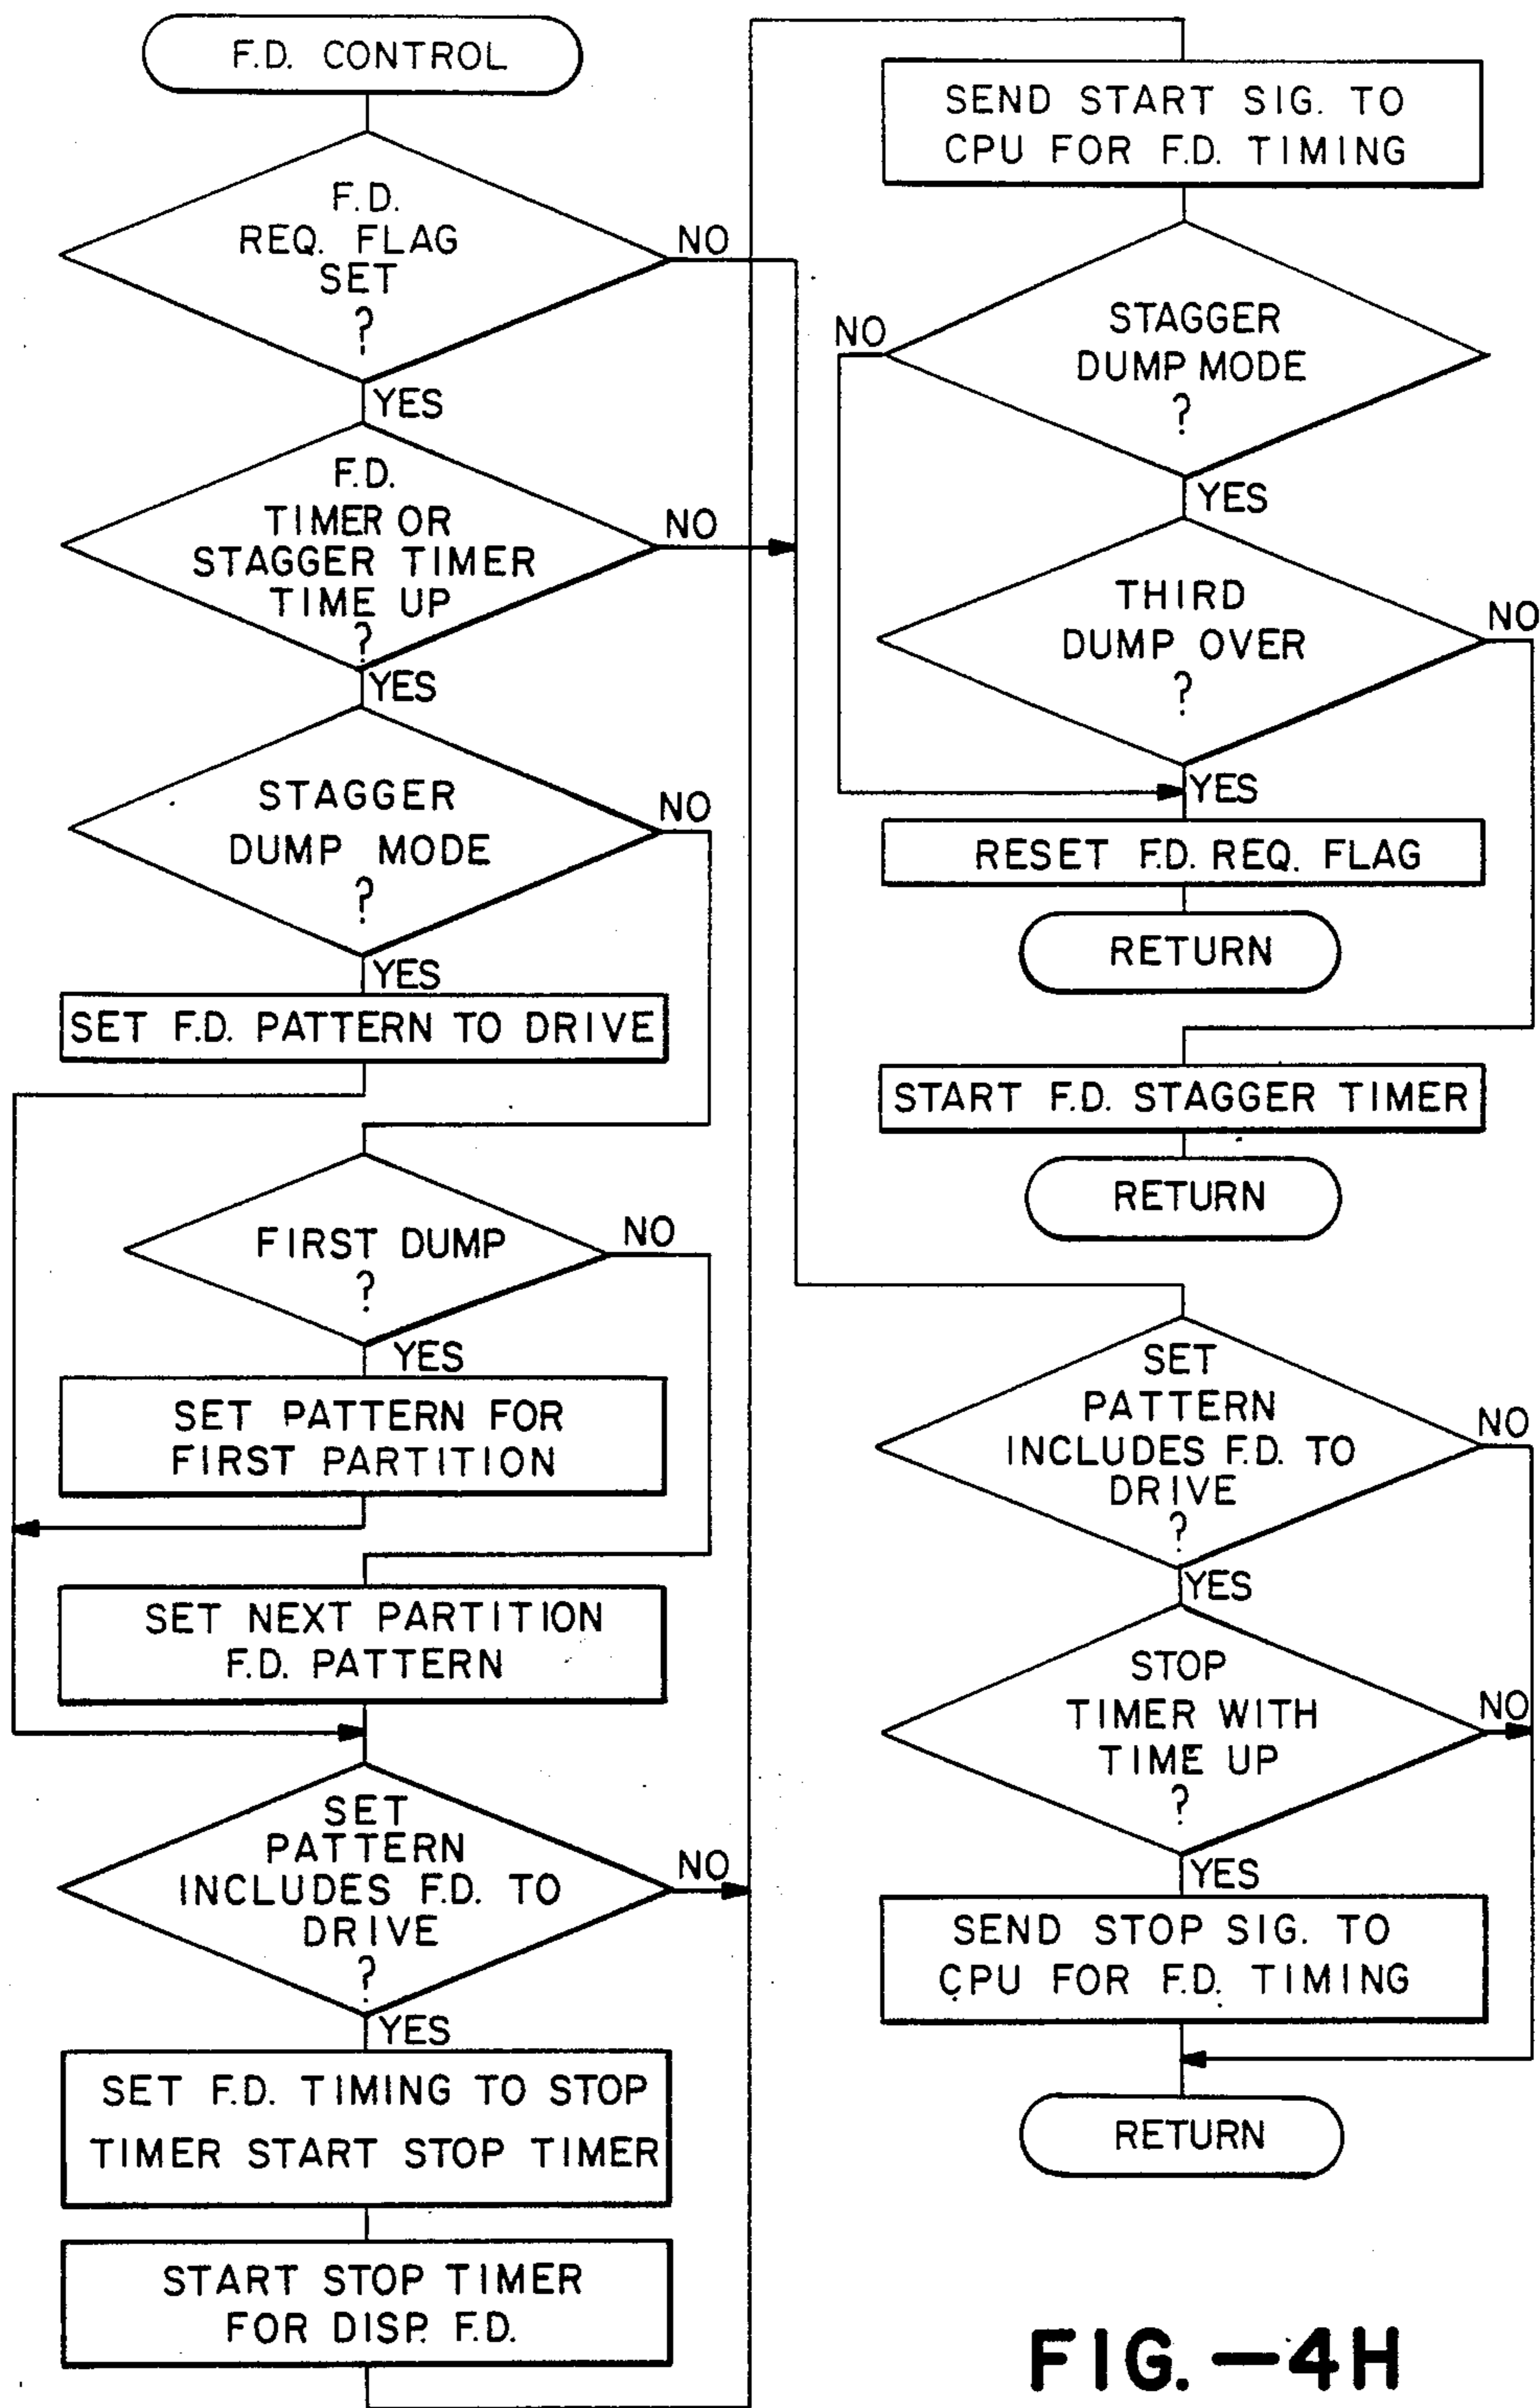 F.D. CONTROL
F.D.
REQ. FLAG
SET
?
NO
YES
F.D.
TIMER OR
STAGGER TIMER
TIME UP
?
NO
YES
STAGGER
DUMP MODE
?
NO
YES
SET F.D. PATTERN TO DRIVE
FIRST DUMP
?
NO
YES
SET PATTERN FOR
FIRST PARTITION
SET NEXT PARTITION
F.D. PATTERN
SET
PATTERN
INCLUDES F.D. TO
DRIVE
?
NO
YES
SET F.D. TIMING TO STOP
TIMER START STOP TIMER
START STOP TIMER
FOR DISP. F.D.
SEND START SIG. TO
CPU FOR F.D. TIMING
STAGGER
DUMP MODE
?
NO
YES
THIRD
DUMP OVER
?
NO
YES
RESET F.D. REQ. FLAG
RETURN
START F.D. STAGGER TIMER
RETURN
SET
PATTERN
INCLUDES F.D. TO
DRIVE
?
NO
YES
STOP
TIMER WITH
TIME UP
?
NO
YES
SEND STOP SIG. TO
CPU FOR F.D. TIMING
RETURN
FIG.—4H